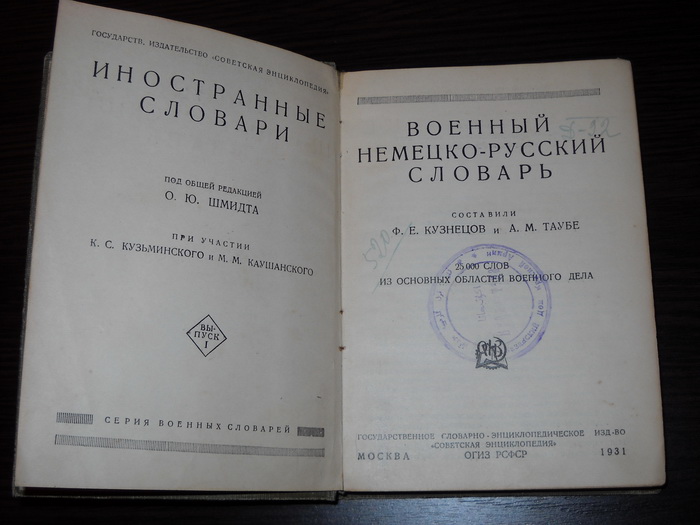 ГОСУДАРСТВ. ИЗДАТЕЛЬСТВО «СОВЕТСКАЯ ЭНЦИКЛОПЕДИЯ»
ИНОСТРАННЫЕ
СЛОВАРИ
ПОД ОБЩЕЙ РЕДАКЦИЕЙ
О. Ю. ШМИДТА
ПРИ УЧАСТИИ
К. С. КУЗЬМИНСКОГО и М. М. КАУШАНСКОГО
ВЫ-
ПУСК
I
СЕРИЯ ВОЕННЫХ СЛОВАРЕЙ
ВОЕННЫЙ
НЕМЕЦКО-РУССКИЙ
СЛОВАРЬ
СОСТАВИЛИ
Ф. Е. КУЗНЕЦОВ и А. М. ТАУБЕ
520
25 000 СЛОВ
ИЗ ОСНОВНЫХ ОБЛАСТЕЙ ВОЕННОГО ДЕЛА
ГОСУДАРСТВЕННОЕ СЛОВАРНО-ЭНЦИКЛОПЕДИЧЕСКОЕ ИЗД-ВО
«СОВЕТСКАЯ ЭНЦИКЛОПЕДИЯ»
МОСКВА ОГИЗ РСФСР 1931